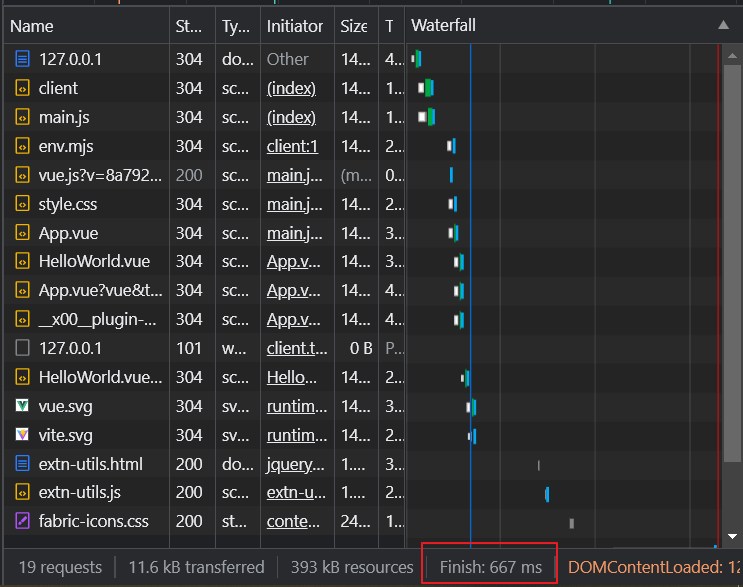 Name St... Ty... Initiator Size T Waterfall
127.0.0.1 304 do... Other 14... 4...
client 304 sc... (index) 14... 1...
main.js 304 sc... (index) 14... 1...
env.mjs 304 sc... client:1 14... 2...
vue.js?v=8a792... 200 sc... main.j... (m... 0...
style.css 304 sc... main.j... 14... 2...
App.vue 304 sc... main.j... 14... 3...
HelloWorld.vue 304 sc... App.v... 14... 3...
App.vue?vue&t... 304 sc... App.v... 14... 4...
__x00__plugin-... 304 sc... App.v... 14... 4...
127.0.0.1 101 w... client.t... 0 B P...
HelloWorld.vue... 304 sc... Hello... 14... 2...
vue.svg 304 sv... runtim... 14... 3...
vite.svg 304 sv... runtim... 14... 2...
extn-utils.html 200 do... jquery... 1.... 3...
extn-utils.js 200 sc... extn-u... 1.... 2...
fabric-icons.css 200 st... conte... 24... 1...
19 requests 11.6 kB transferred 393 kB resources Finish: 667 ms DOMContentLoaded: 12